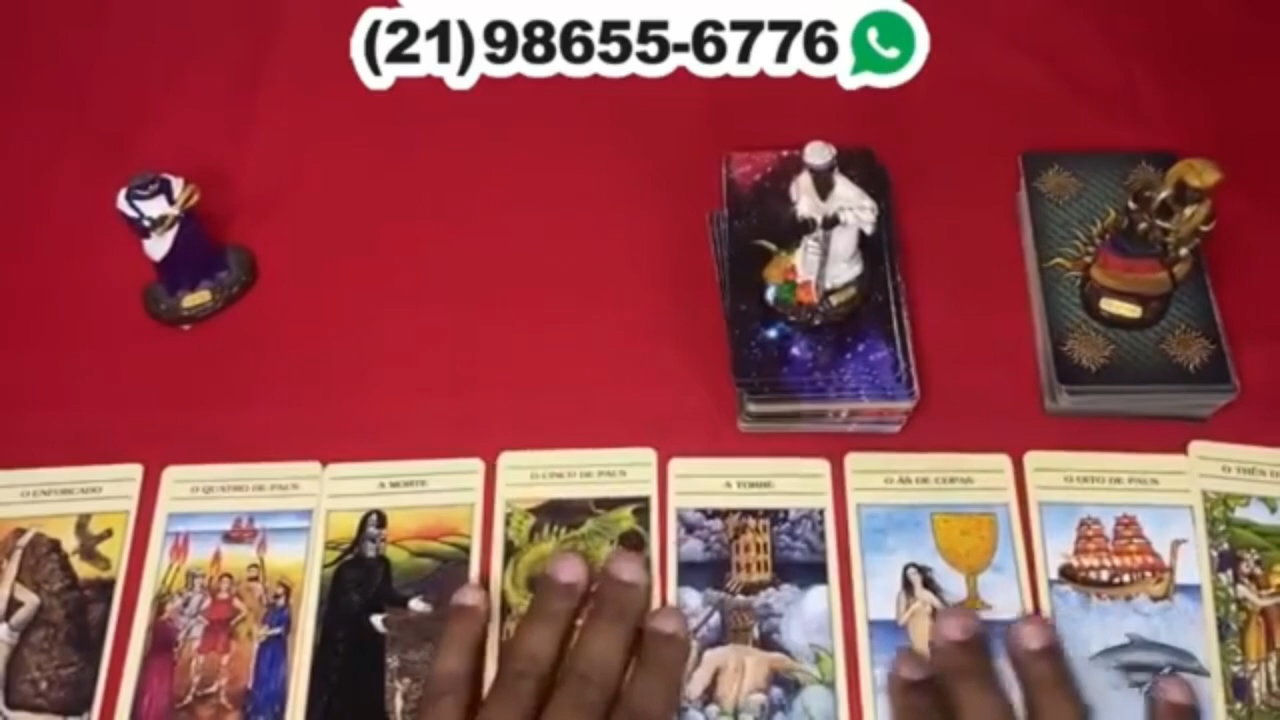 (21)98655-6776
O ENFORCADO
O QUATRO DE PAUS
A MORTE
O CINCO DE PAUS
A TORRE
O ÁS DE COPAS
O OITO DE PAUS
O TRÊS D